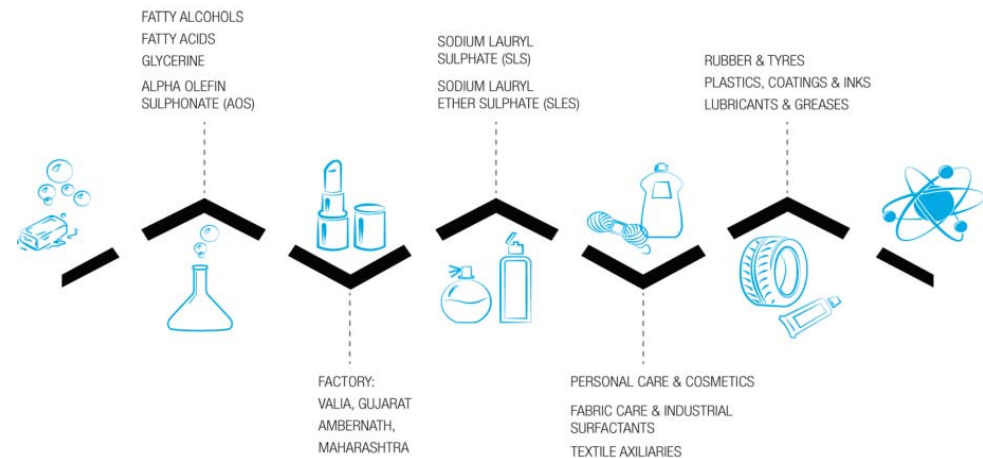 FATTY ALCOHOLS
FATTY ACIDS
GLYCERINE
ALPHA OLEFIN
SULPHONATE (AOS)
SODIUM LAURYL
SULPHATE (SLS)
SODIUM LAURYL
ETHER SULPHATE (SLES)
RUBBER & TYRES
PLASTICS, COATINGS & INKS
LUBRICANTS & GREASES
FACTORY:
VALIA, GUJARAT
AMBERNATH,
MAHARASHTRA
PERSONAL CARE & COSMETICS
FABRIC CARE & INDUSTRIAL
SURFACTANTS
TEXTILE AXILIARIES